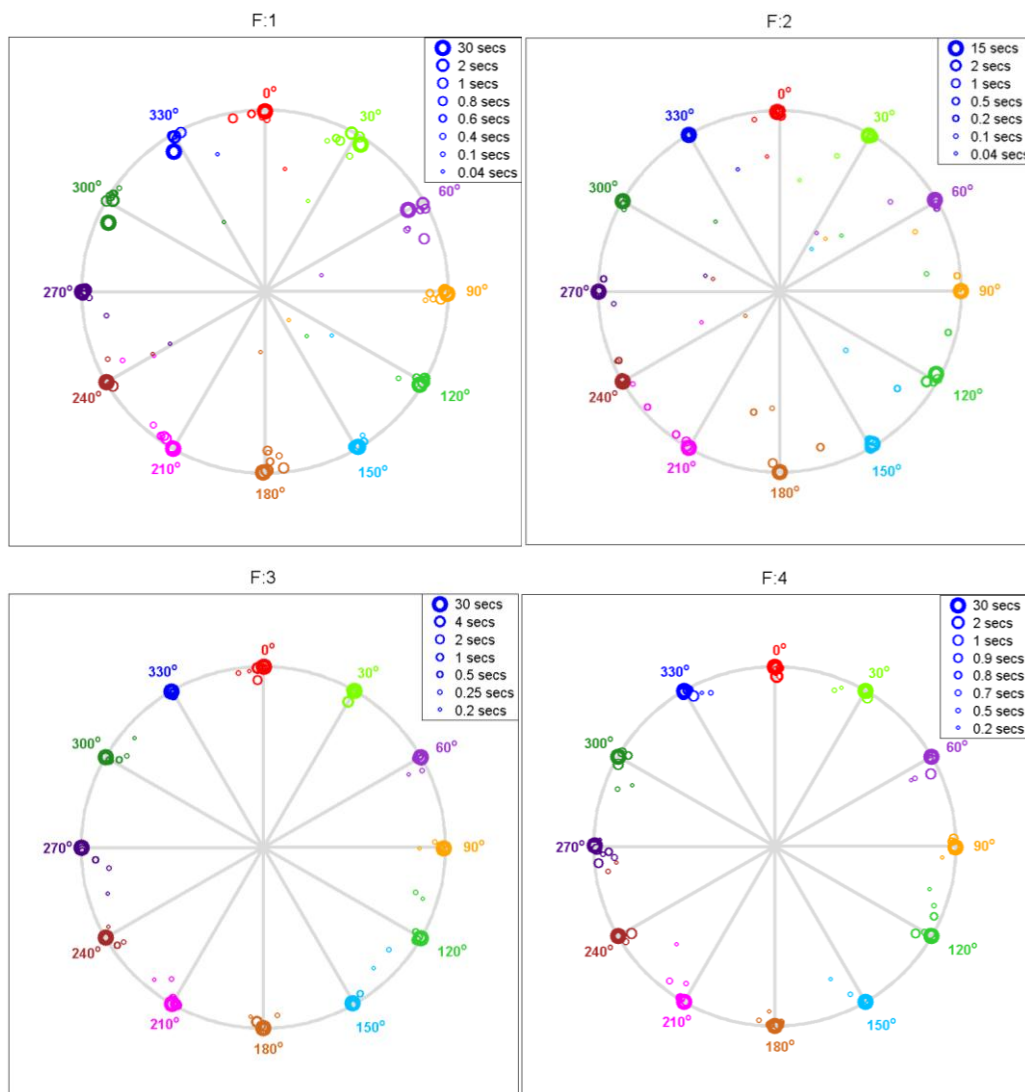 F:1
30 secs
2 secs
1 secs
0.8 secs
0.6 secs
0.4 secs
0.1 secs
0.04 secs
0°
30°
60°
90°
120°
150°
180°
210°
240°
270°
300°
330°
F:2
15 secs
2 secs
1 secs
0.5 secs
0.2 secs
0.1 secs
0.04 secs
0°
30°
60°
90°
120°
150°
180°
210°
240°
270°
300°
330°
F:3
30 secs
4 secs
2 secs
1 secs
0.5 secs
0.25 secs
0.2 secs
0°
30°
60°
90°
120°
150°
180°
210°
240°
270°
300°
330°
F:4
30 secs
2 secs
1 secs
0.9 secs
0.8 secs
0.7 secs
0.5 secs
0.2 secs
0°
30°
60°
90°
120°
150°
180°
210°
240°
270°
300°
330°